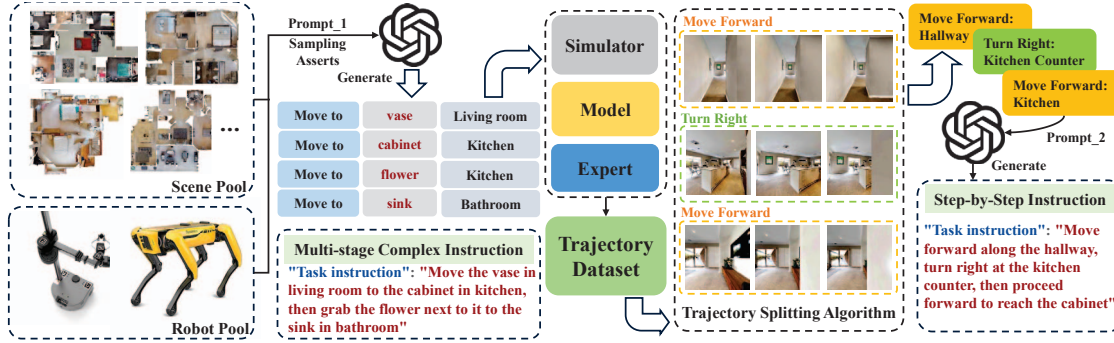 Scene Pool
Robot Pool
Prompt_1
Sampling
Asserts
Generate
Move to vase Living room
Move to cabinet Kitchen
Move to flower Kitchen
Move to sink Bathroom
Multi-stage Complex Instruction
"Task instruction": "Move the vase in
living room to the cabinet in kitchen,
then grab the flower next to it to the
sink in bathroom"
Simulator
Model
Expert
Trajectory
Dataset
Move Forward
Turn Right
Move Forward
Trajectory Splitting Algorithm
Move Forward:
Hallway
Turn Right:
Kitchen Counter
Move Forward:
Kitchen
Prompt_2
Generate
Step-by-Step Instruction
"Task instruction": "Move
forward along the hallway,
turn right at the kitchen
counter, then proceed
forward to reach the cabinet"